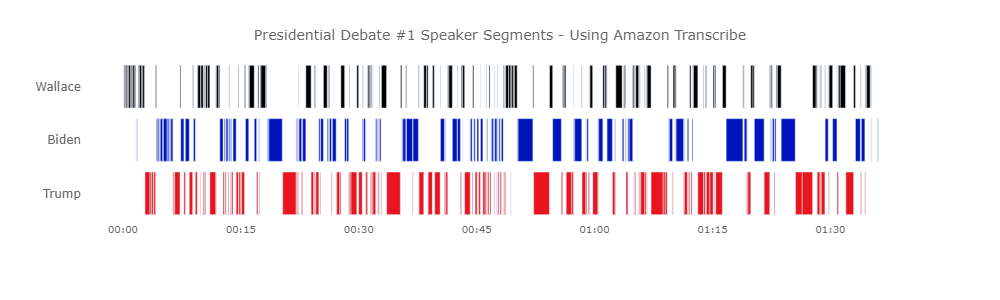 Presidential Debate #1 Speaker Segments - Using Amazon Transcribe
Wallace
Biden
Trump
00:00 00:15 00:30 00:45 01:00 01:15 01:30